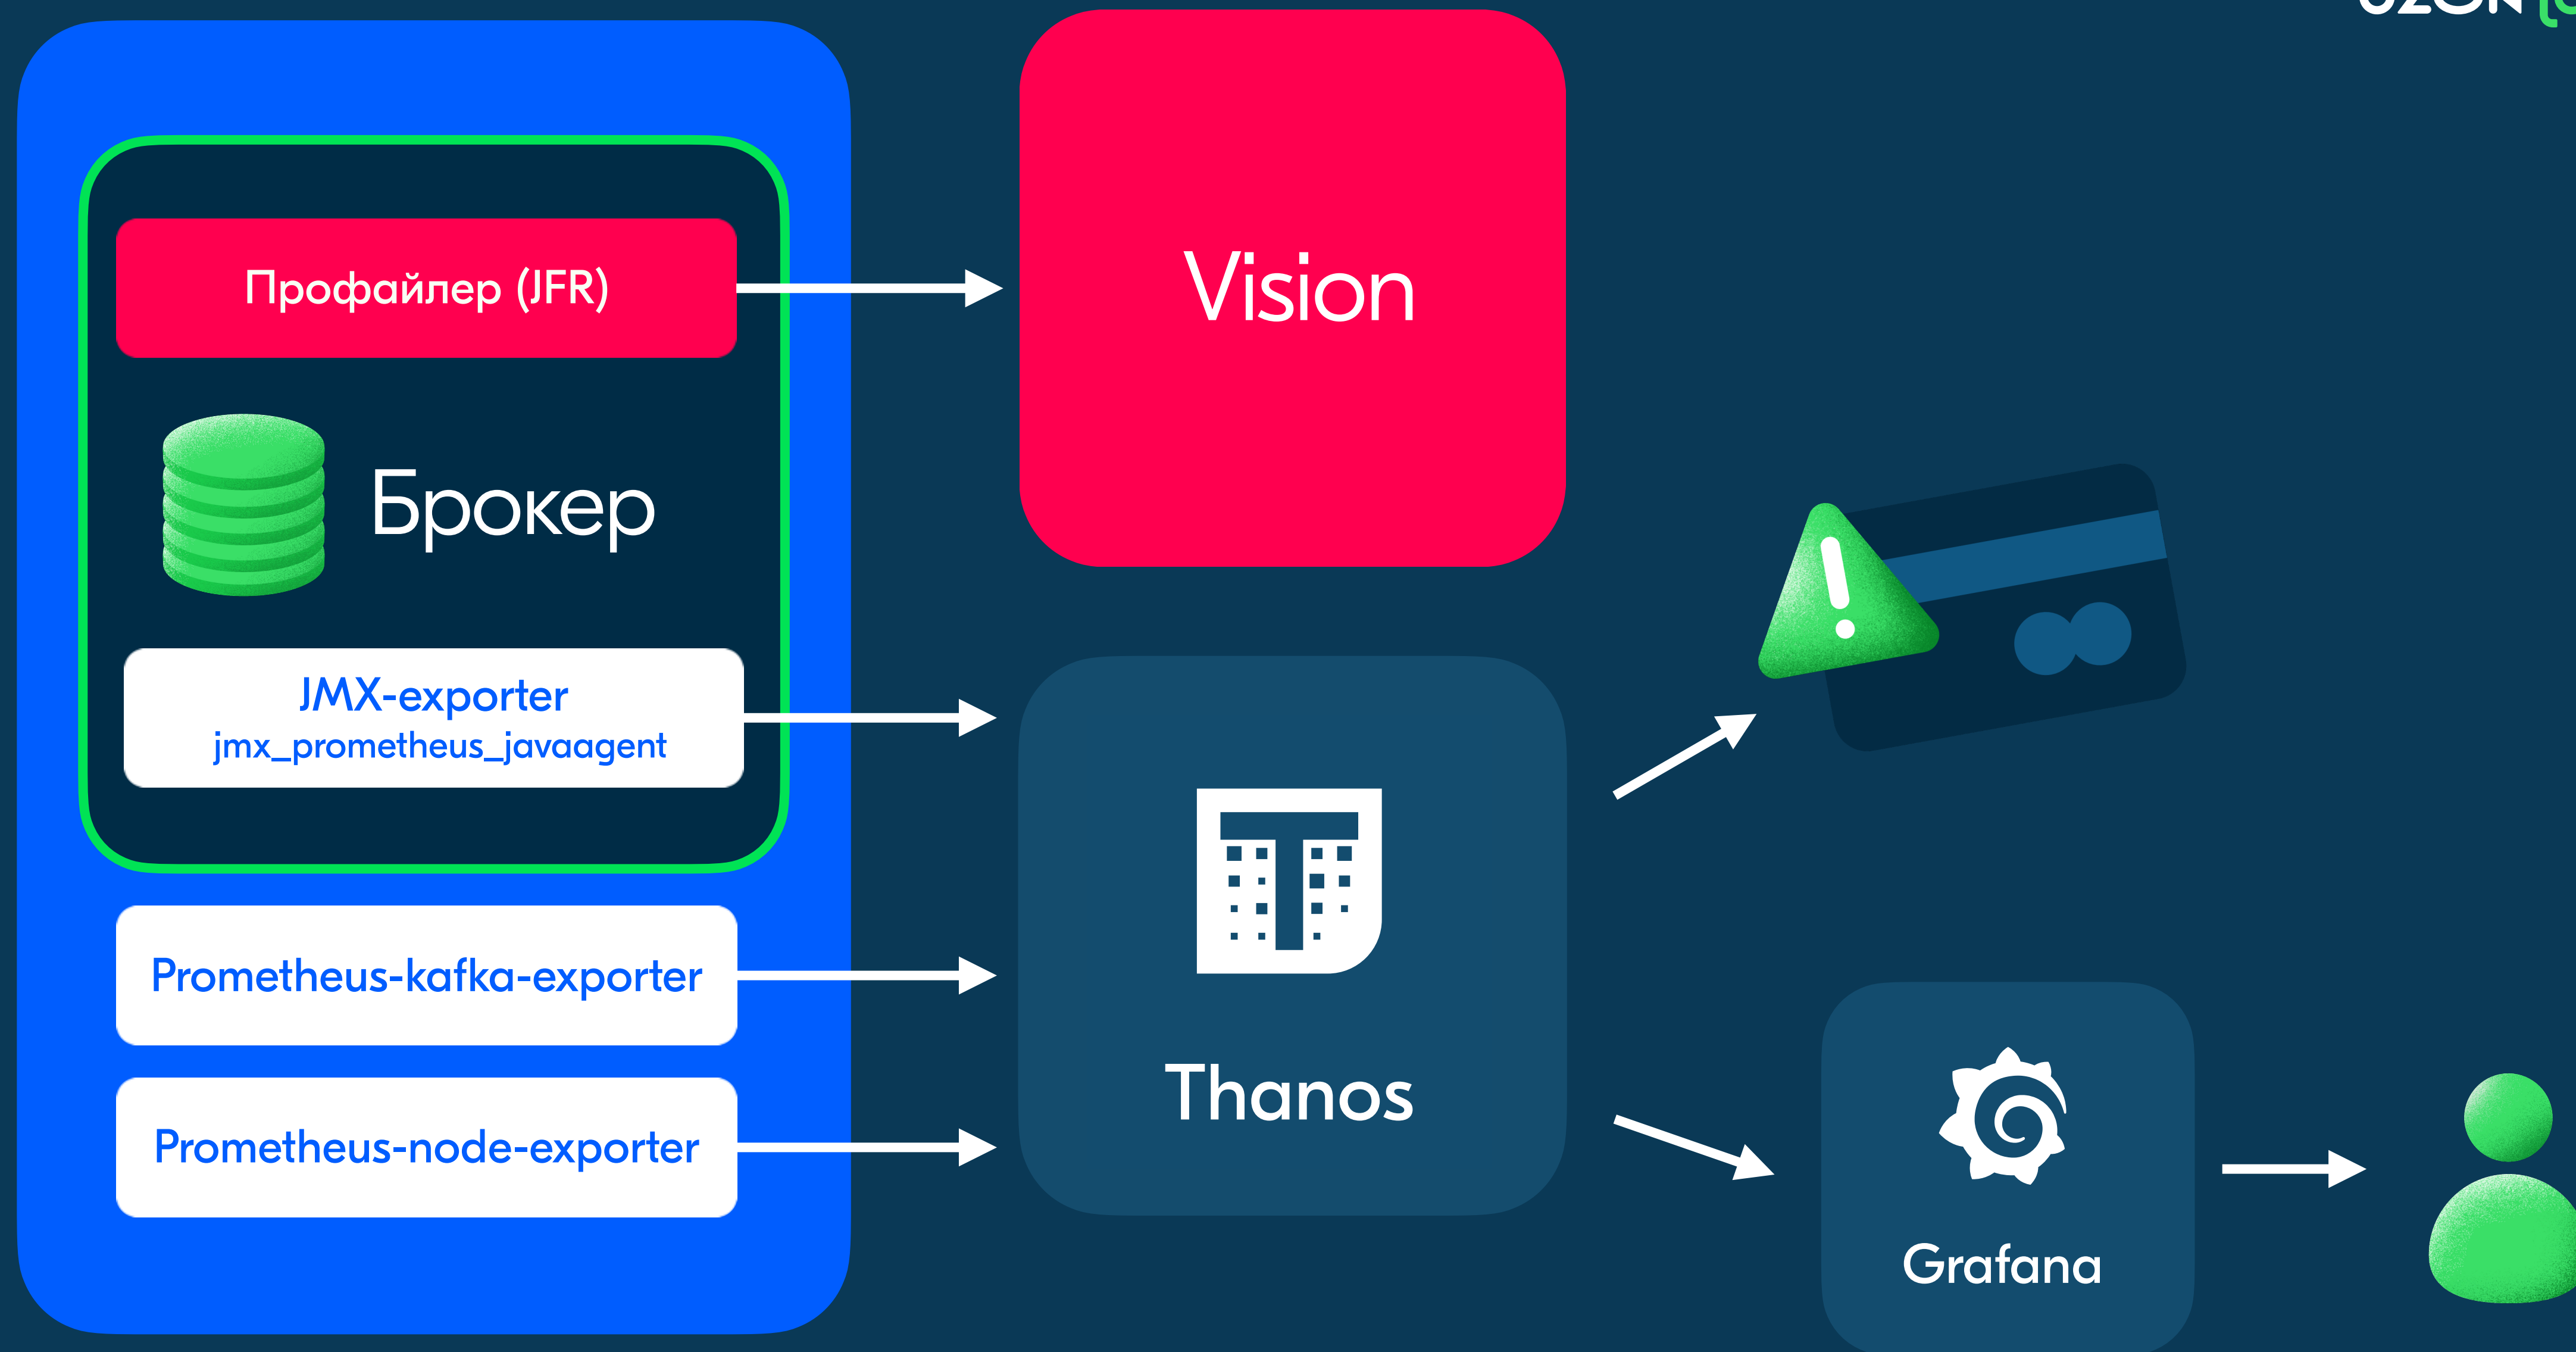 Профайлер (JFR)
Vision
Брокер
JMX-exporter
jmx_prometheus_javaagent
Prometheus-kafka-exporter
Prometheus-node-exporter
Thanos
Grafana